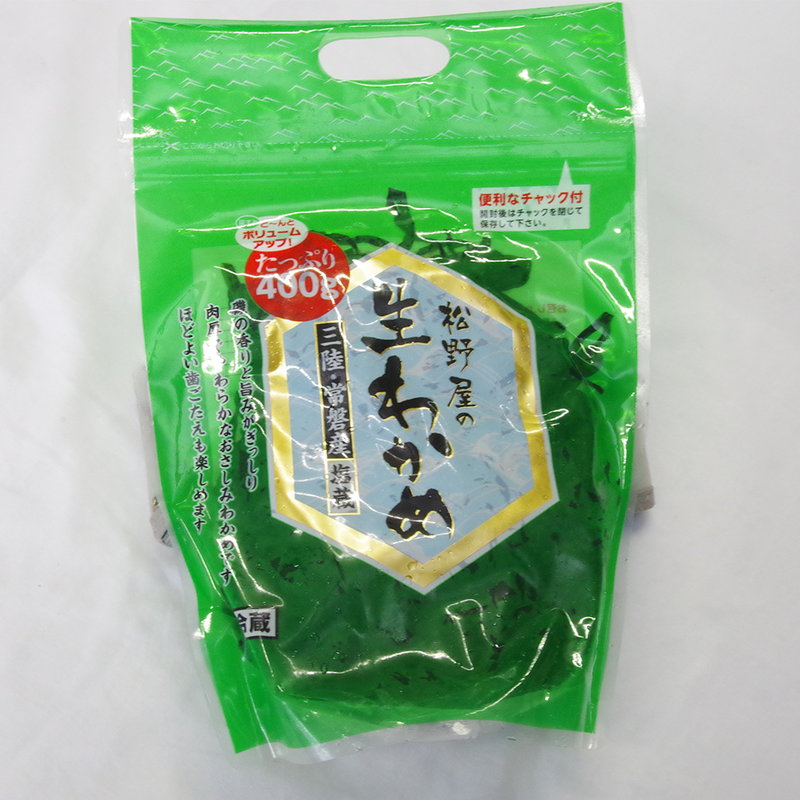 便利なチャック付
開封後はチャックを閉じて
保存して下さい。
ど〜んと
ボリューム
アップ!
たっぷり
400g
松野屋の
生わかめ
三陸・常磐産
塩蔵
磯の香りと旨みがぎっしり
肉厚 わらかなおさしみわかめです
ほどよい歯ごたえも楽しめます
冷蔵